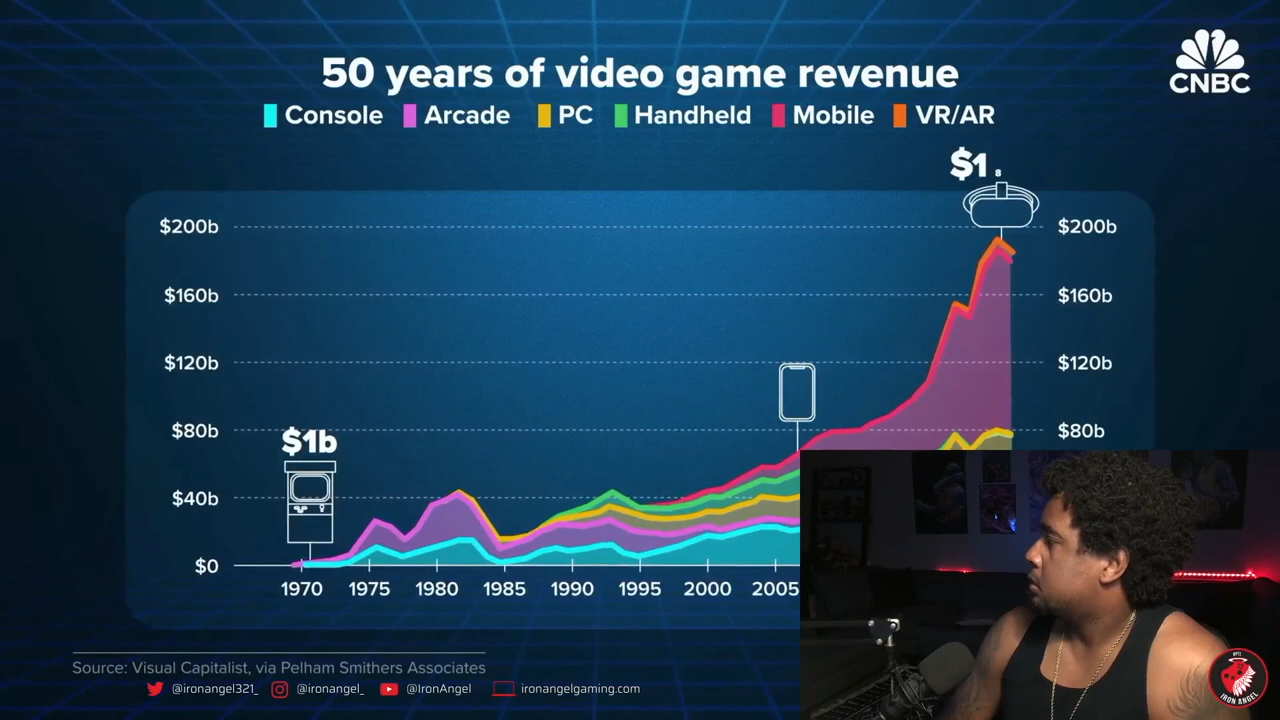 50 years of video game revenue
CNBC
Console Arcade PC Handheld Mobile VR/AR
$1
$200b $200b
$160b $160b
$120b $120b
$80b $80b
$1b
$40b
$0
1970 1975 1980 1985 1990 1995 2000 2005
Source: Visual Capitalist, via Pelham Smithers Associates
@ironangel321_ @ironangel_ @IronAngel ironangelgaming.com
IRON ANGEL